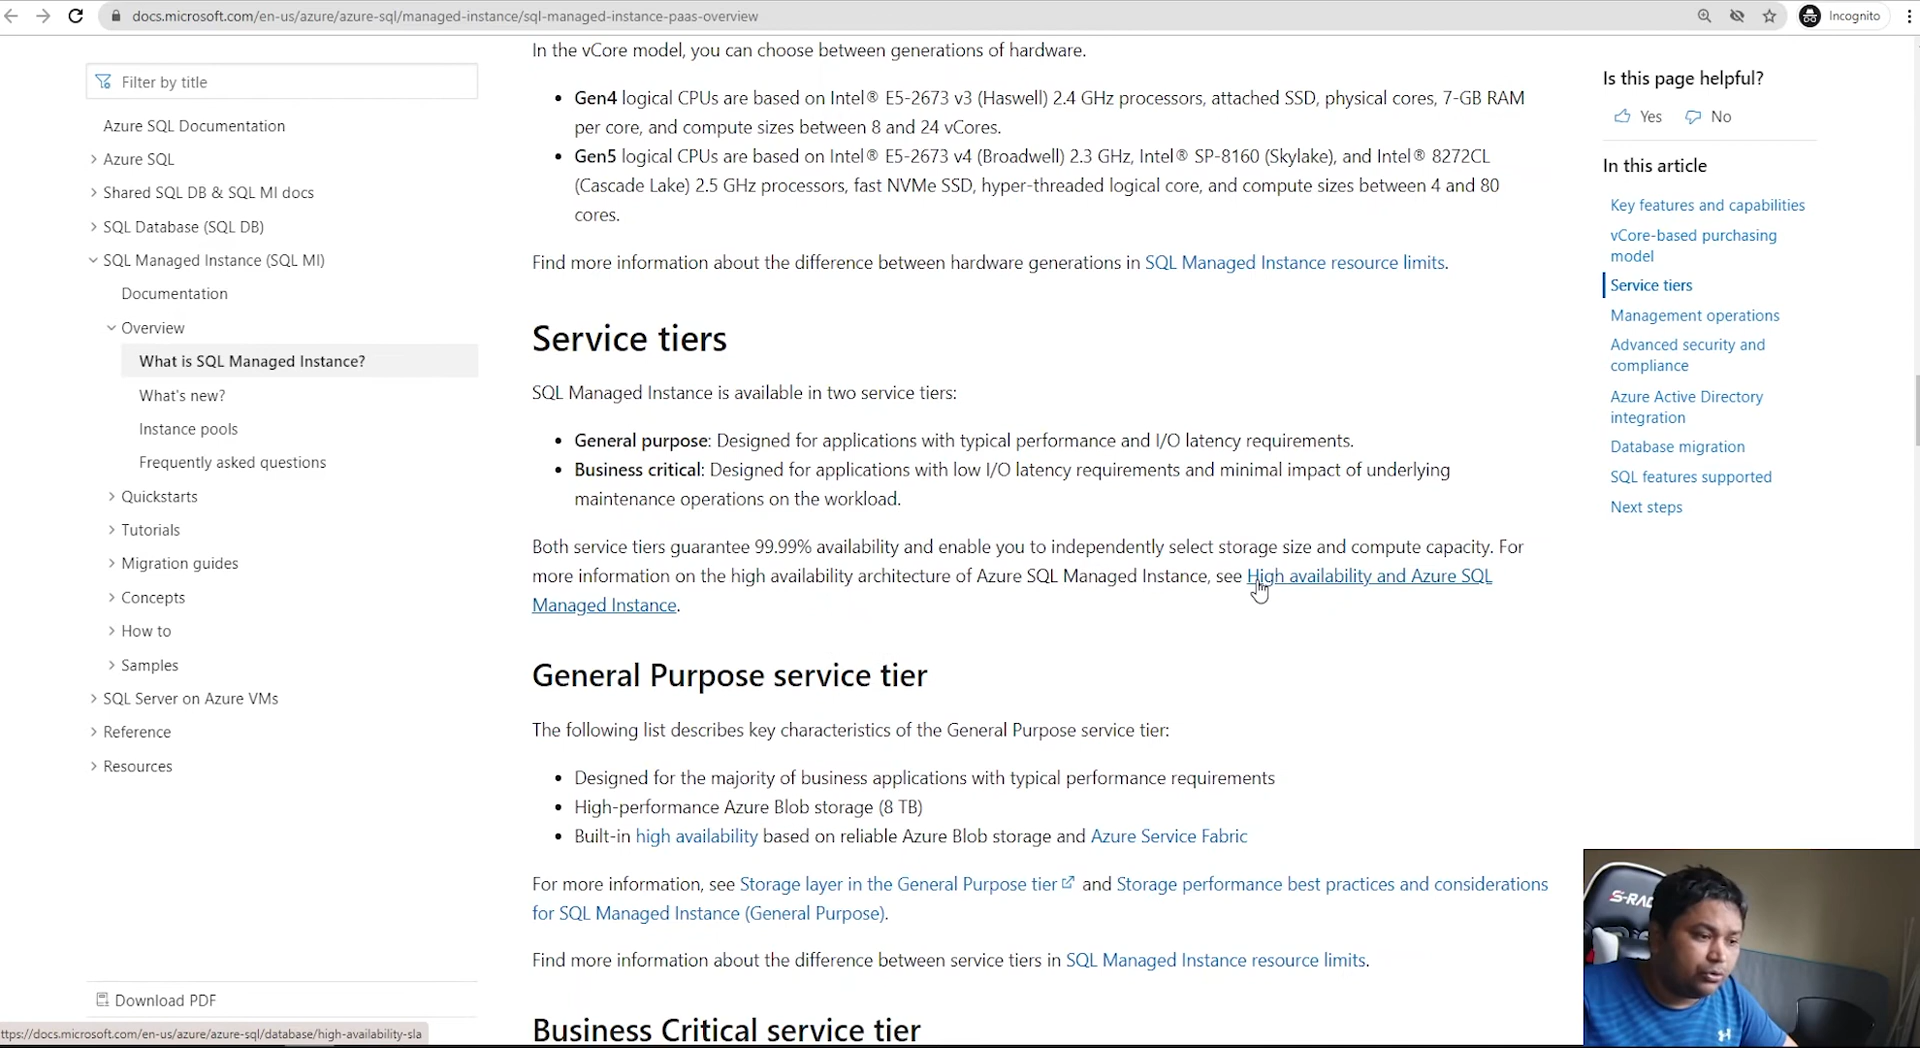 docs.microsoft.com/en-us/azure/azure-sql/managed-instance/sql-managed-instance-paas-overview
Incognito
Filter by title
Azure SQL Documentation
Azure SQL
Shared SQL DB & SQL MI docs
SQL Database (SQL DB)
SQL Managed Instance (SQL MI)
Documentation
Overview
What is SQL Managed Instance?
What's new?
Instance pools
Frequently asked questions
Quickstarts
Tutorials
Migration guides
Concepts
How to
Samples
SQL Server on Azure VMs
Reference
Resources
Download PDF
ttps://docs.microsoft.com/en-us/azure/azure-sql/database/high-availability-sla
In the vCore model, you can choose between generations of hardware.
• Gen4 logical CPUs are based on Intel® E5-2673 v3 (Haswell) 2.4 GHz processors, attached SSD, physical cores, 7-GB RAM
per core, and compute sizes between 8 and 24 vCores.
• Gen5 logical CPUs are based on Intel® E5-2673 v4 (Broadwell) 2.3 GHz, Intel® SP-8160 (Skylake), and Intel® 8272CL
(Cascade Lake) 2.5 GHz processors, fast NVMe SSD, hyper-threaded logical core, and compute sizes between 4 and 80
cores.
Find more information about the difference between hardware generations in SQL Managed Instance resource limits.
Service tiers
SQL Managed Instance is available in two service tiers:
• General purpose: Designed for applications with typical performance and I/O latency requirements.
• Business critical: Designed for applications with low I/O latency requirements and minimal impact of underlying
maintenance operations on the workload.
Both service tiers guarantee 99.99% availability and enable you to independently select storage size and compute capacity. For
more information on the high availability architecture of Azure SQL Managed Instance, see High availability and Azure SQL
Managed Instance.
General Purpose service tier
The following list describes key characteristics of the General Purpose service tier:
• Designed for the majority of business applications with typical performance requirements
• High-performance Azure Blob storage (8 TB)
• Built-in high availability based on reliable Azure Blob storage and Azure Service Fabric
For more information, see Storage layer in the General Purpose tier and Storage performance best practices and considerations
for SQL Managed Instance (General Purpose).
Find more information about the difference between service tiers in SQL Managed Instance resource limits.
Business Critical service tier
Is this page helpful?
Yes No
In this article
Key features and capabilities
vCore-based purchasing
model
Service tiers
Management operations
Advanced security and
compliance
Azure Active Directory
integration
Database migration
SQL features supported
Next steps